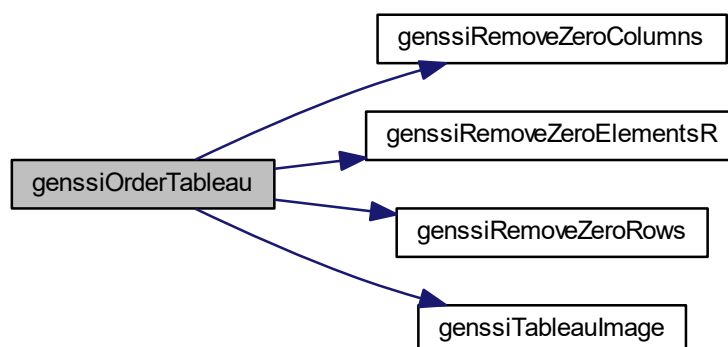 genssiRemoveZeroColumns
genssiRemoveZeroElementsR
genssiOrderTableau
genssiRemoveZeroRows
genssiTableauImage